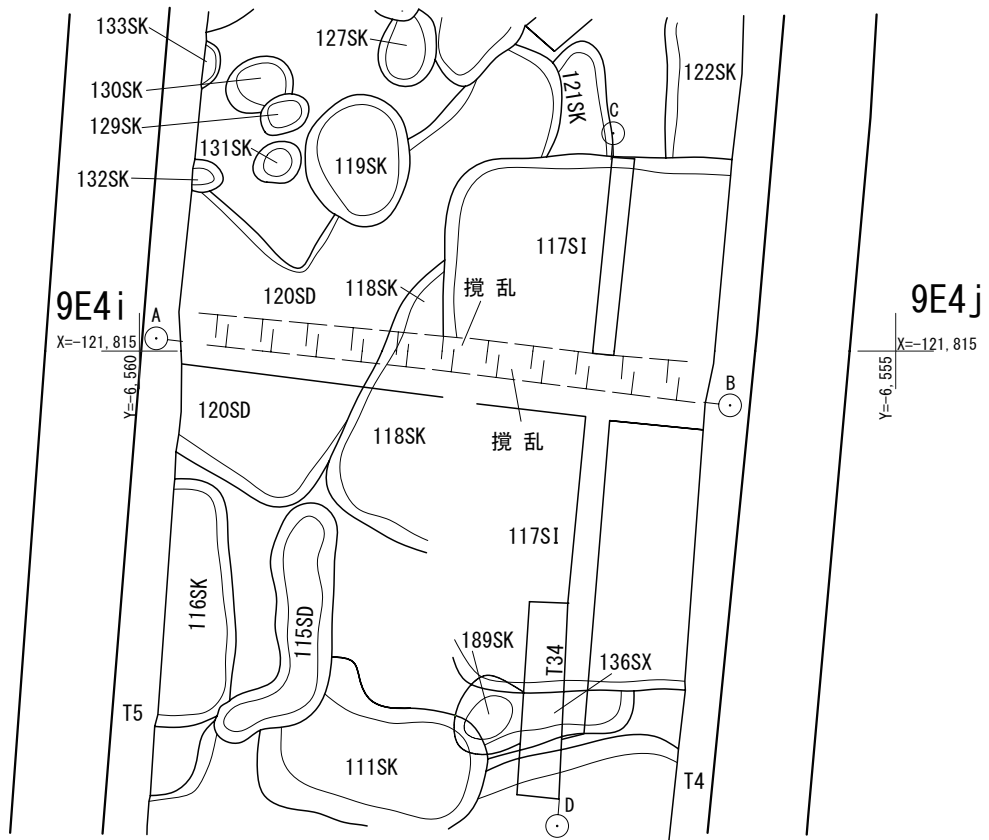 133SK
127SK
122SK
130SK
121SK
C
129SK
131SK
119SK
132SK
117SI
118SK
攪 乱
120SD
9E4i
9E4j
A
X=-121,815
X=-121,815
Y=-6,560
Y=-6,555
B
120SD
118SK
攪 乱
117SI
116SK
115SD
189SK
T34
136SX
T5
111SK
T4
D